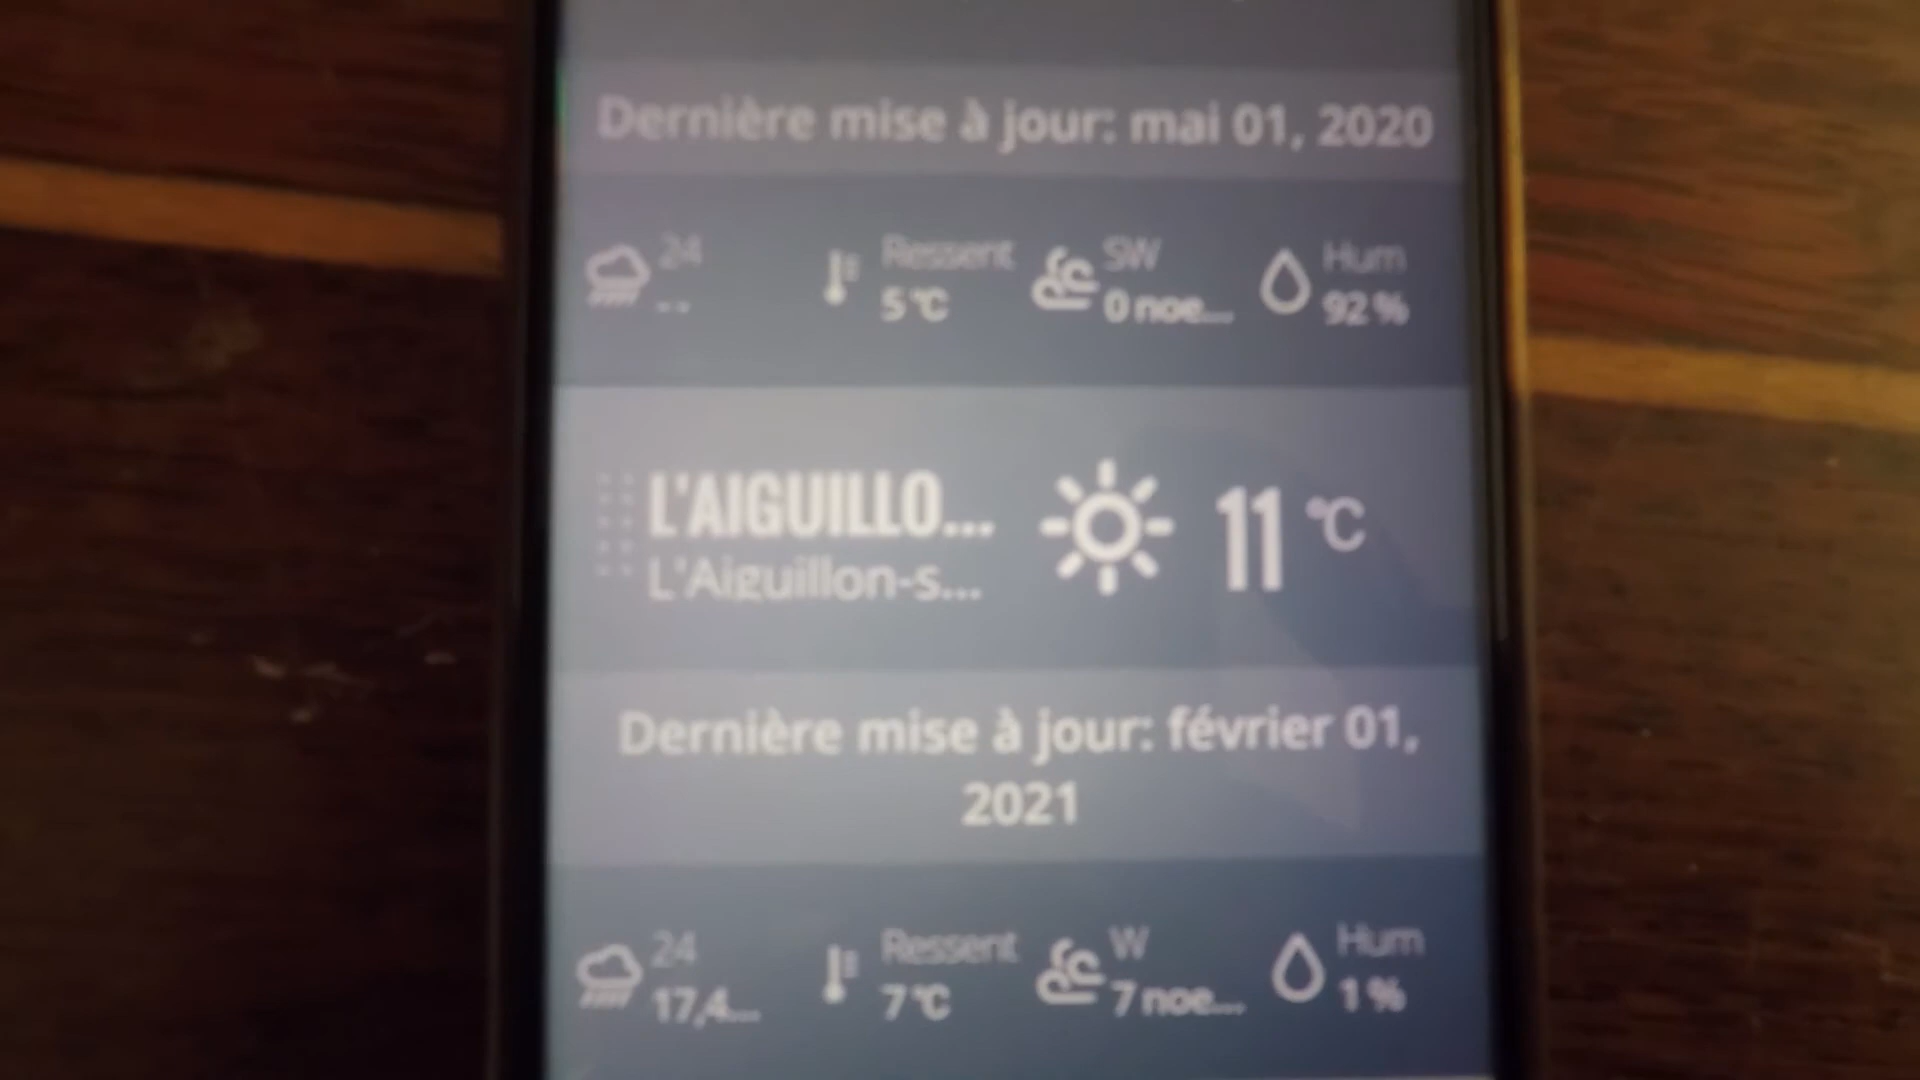 Dernière mise à jour: mai 01, 2020
24 Ressent SW Hum
-- 5 °C 0 noe... 92 %
L'AIGUILLO... 11 °C
L'Aiguillon-s...
Dernière mise à jour: février 01,
2021
24 Ressent W Hum
17,4... 7 °C 7 noe... 1 %